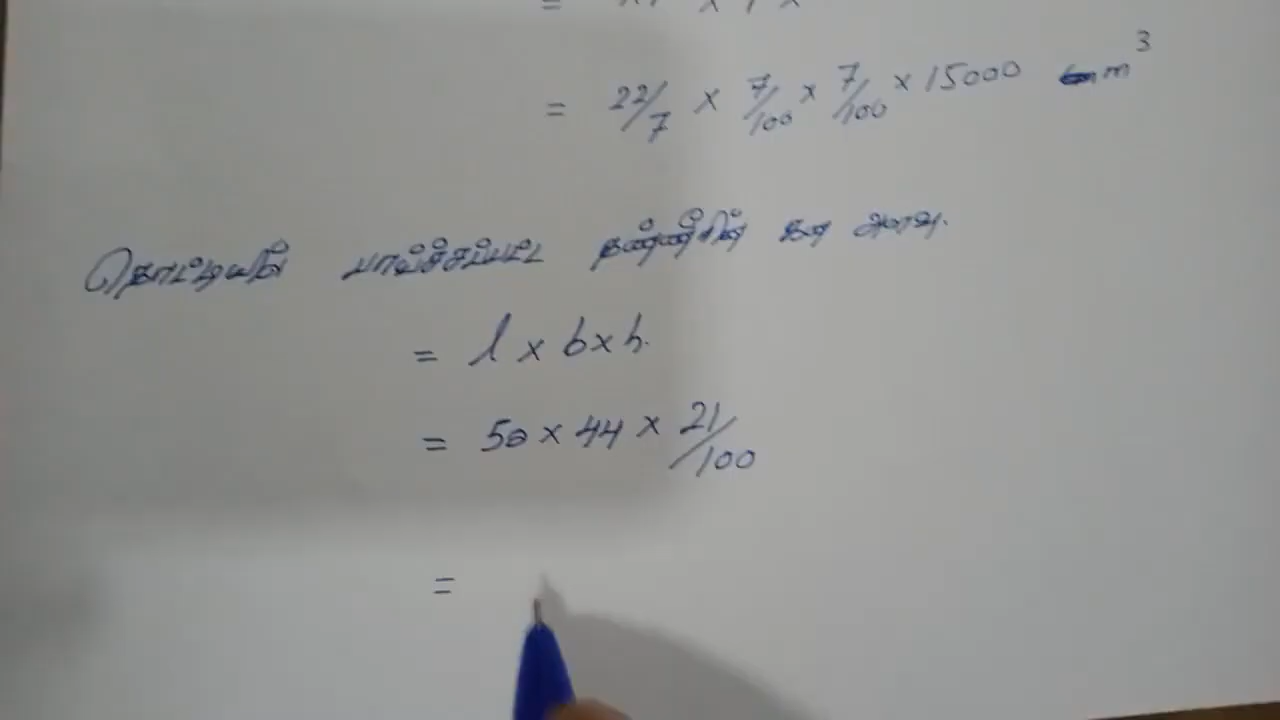 = 22/7 × 7/100 × 7/100 × 15000 m³
தொட்டியில் பாய்ச்சப்பட்ட தண்ணீரின் கன அளவு.
= l × b × h.
= 50 × 44 × 21/100
=